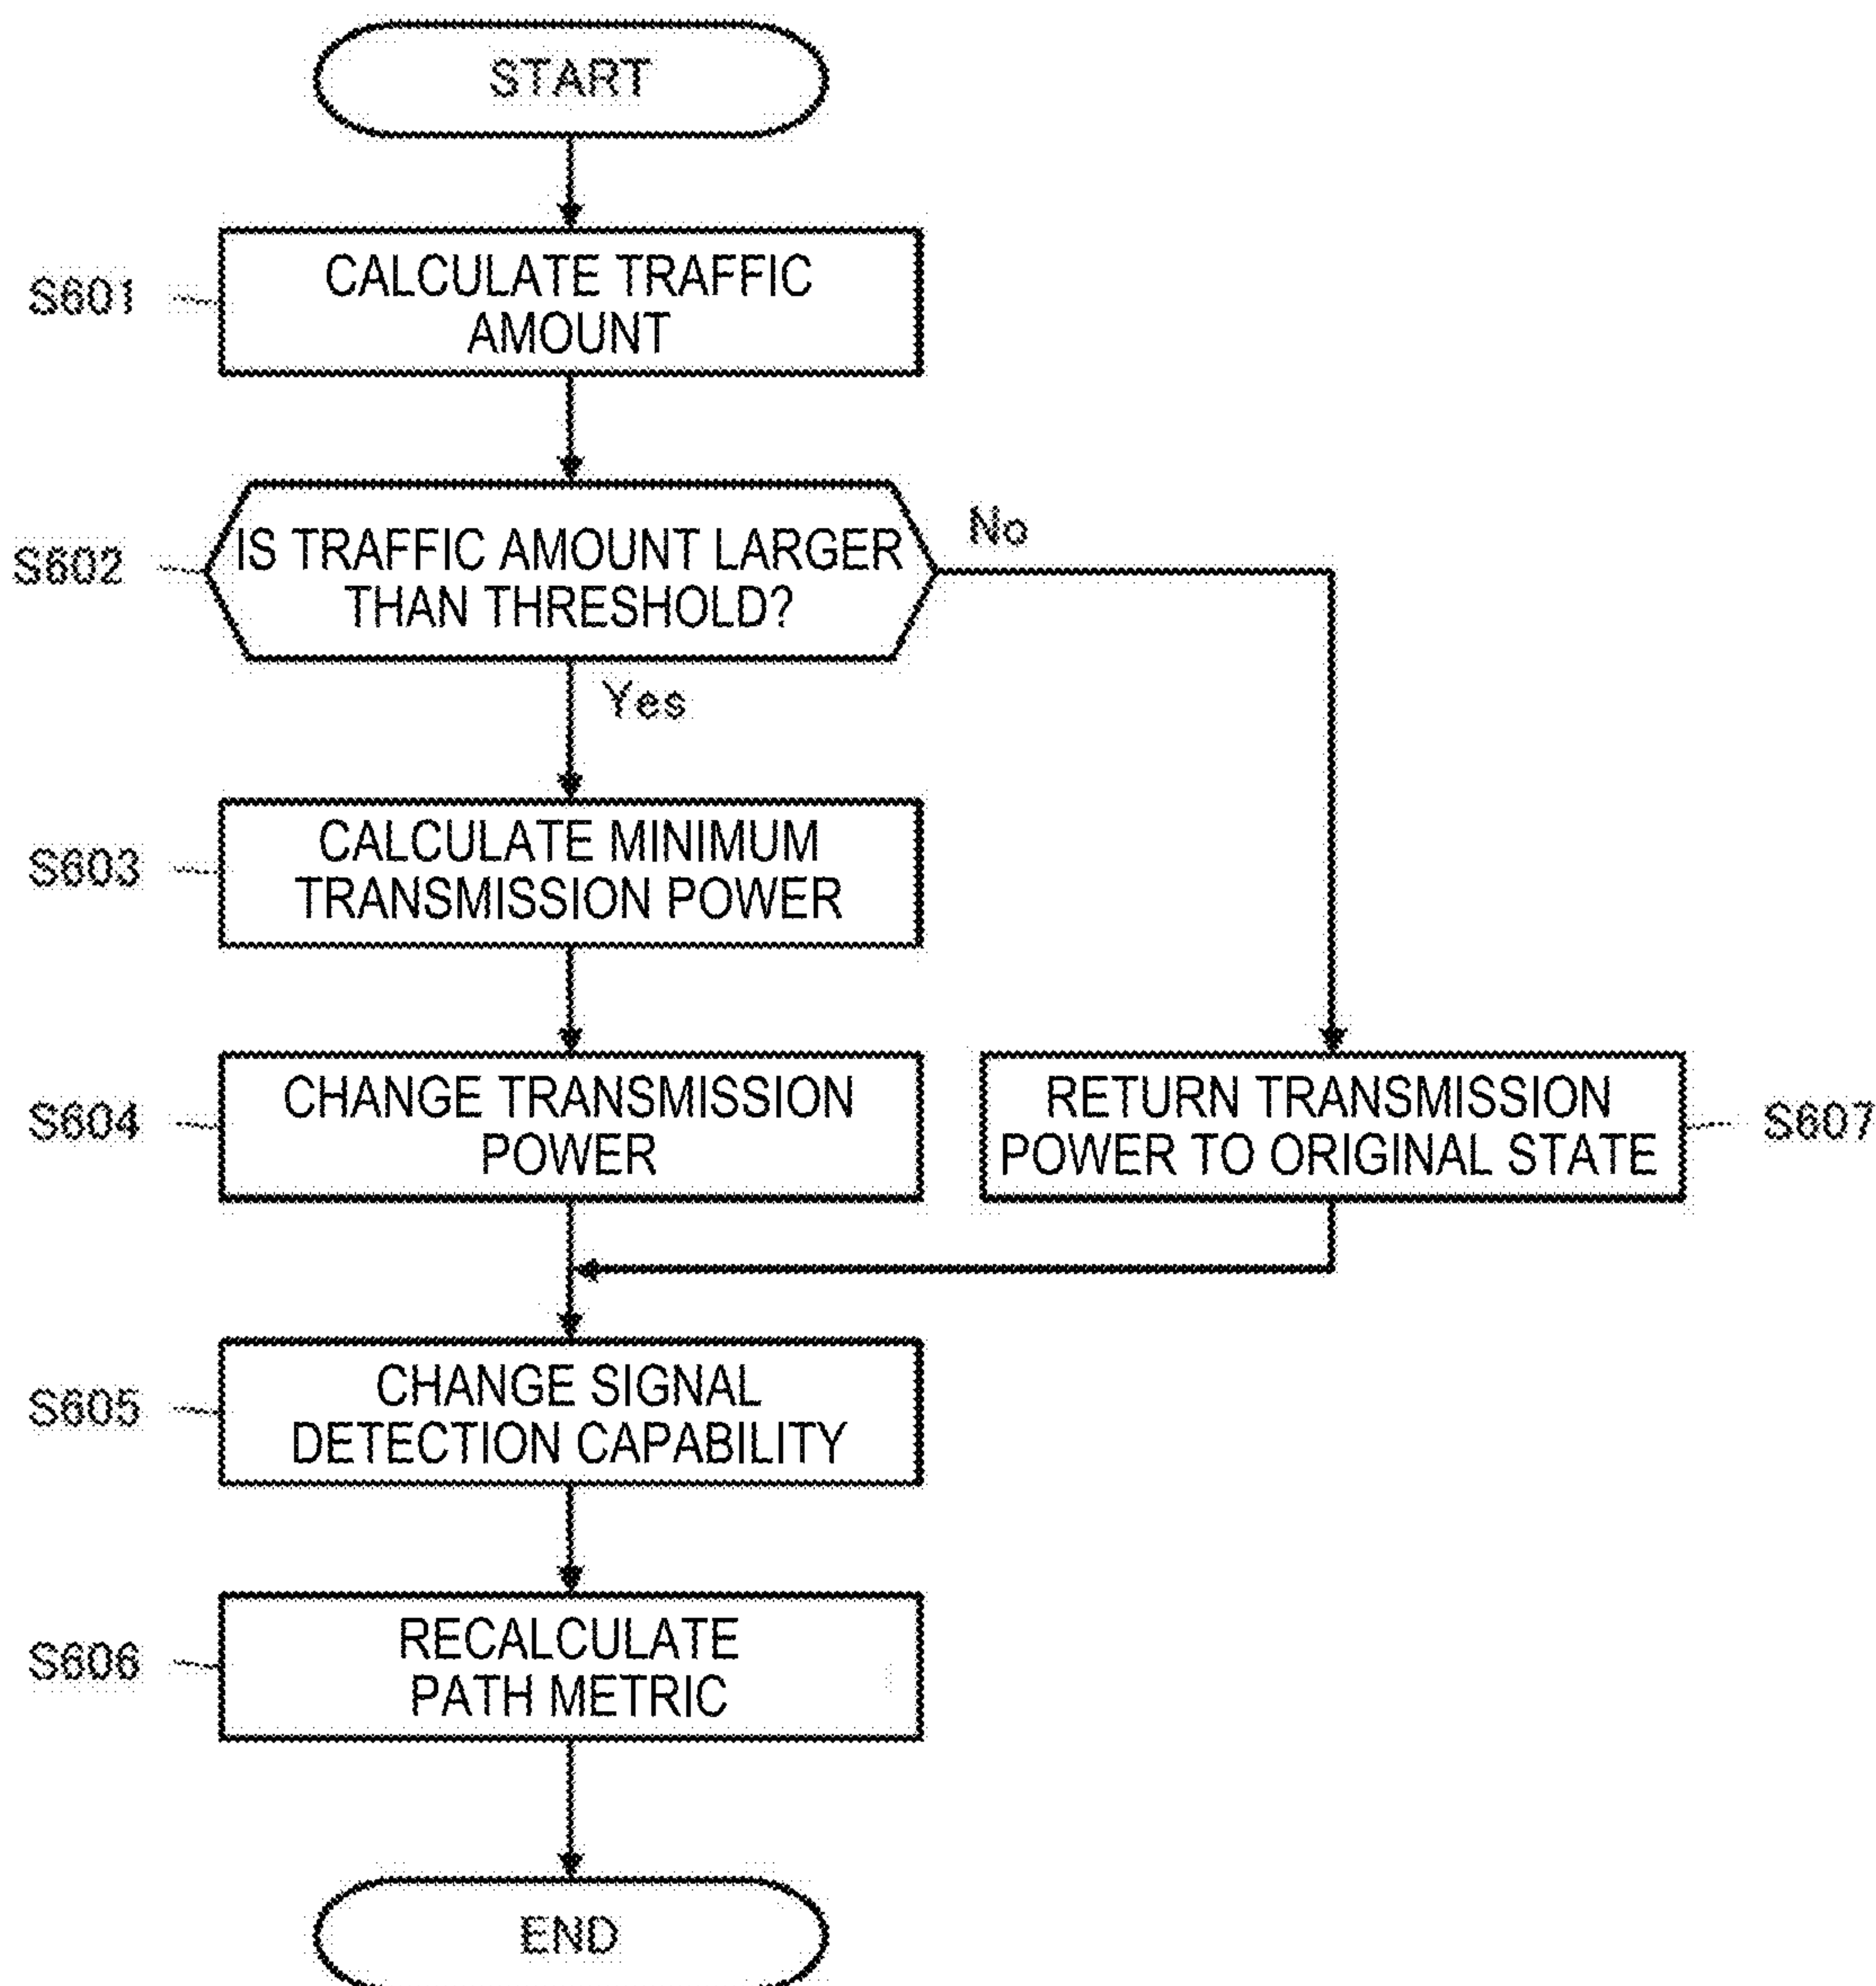 START
S601
CALCULATE TRAFFIC
AMOUNT
S602
IS TRAFFIC AMOUNT LARGER
THAN THRESHOLD?
No
Yes
S603
CALCULATE MINIMUM
TRANSMISSION POWER
S604
CHANGE TRANSMISSION
POWER
RETURN TRANSMISSION
POWER TO ORIGINAL STATE
S607
S605
CHANGE SIGNAL
DETECTION CAPABILITY
S606
RECALCULATE
PATH METRIC
END